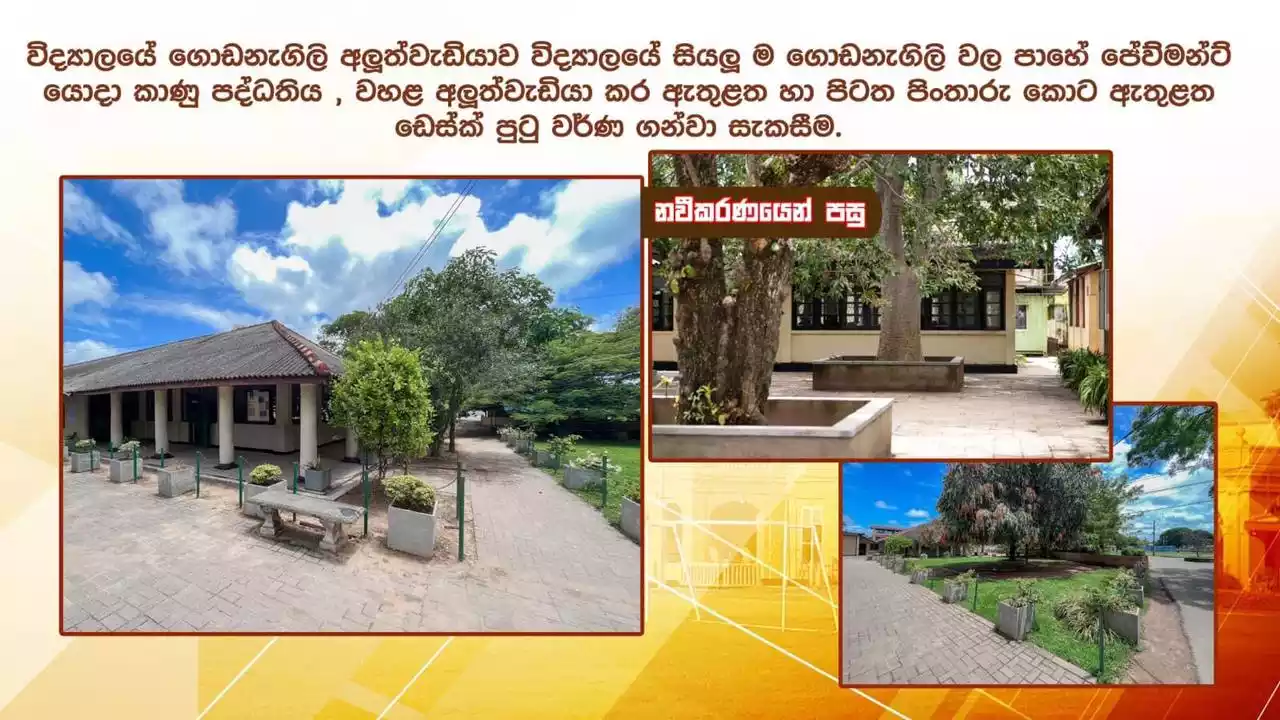 විද්‍යාලයේ ගොඩනැගිලි අලූත්වැඩියාව විද්‍යාලයේ සියලූ ම ගොඩනැගිලි වල පාහේ පේව්මන්ට්
යොදා කාණු පද්ධතිය , වහළ අලූත්වැඩියා කර ඇතුළත හා පිටත පින්තාරු කොට ඇතුළත
ඩෙස්ක් පුටු වර්ණ ගන්වා සැකසීම.
නවීකරණයෙන් පසු